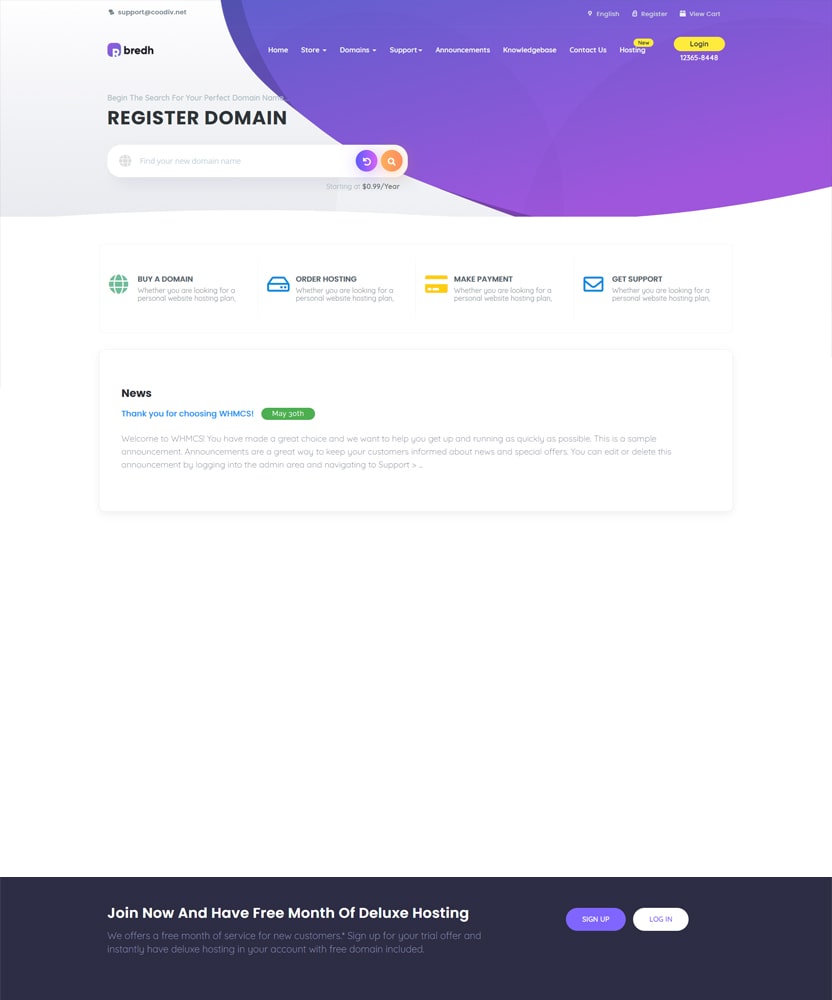 support@coodiv.net
English
Register
View Cart
bredh
Home
Store
Domains
Support
Announcements
Knowledgebase
Contact Us
Hosting
New
Login
12365-8448
Begin The Search For Your Perfect Domain Name...
REGISTER DOMAIN
Find your new domain name
Starting at $0.99/Year
BUY A DOMAIN
Whether you are looking for a
personal website hosting plan,
ORDER HOSTING
Whether you are looking for a
personal website hosting plan,
MAKE PAYMENT
Whether you are looking for a
personal website hosting plan,
GET SUPPORT
Whether you are looking for a
personal website hosting plan,
News
Thank you for choosing WHMCS! May 30th
Welcome to WHMCS! You have made a great choice and we want to help you get up and running as quickly as possible. This is a sample
announcement. Announcements are a great way to keep your customers informed about news and special offers. You can edit or delete this
announcement by logging into the admin area and navigating to Support > ...
Join Now And Have Free Month Of Deluxe Hosting
We offers a free month of service for new customers.* Sign up for your trial offer and
instantly have deluxe hosting in your account with free domain included.
SIGN UP
LOG IN